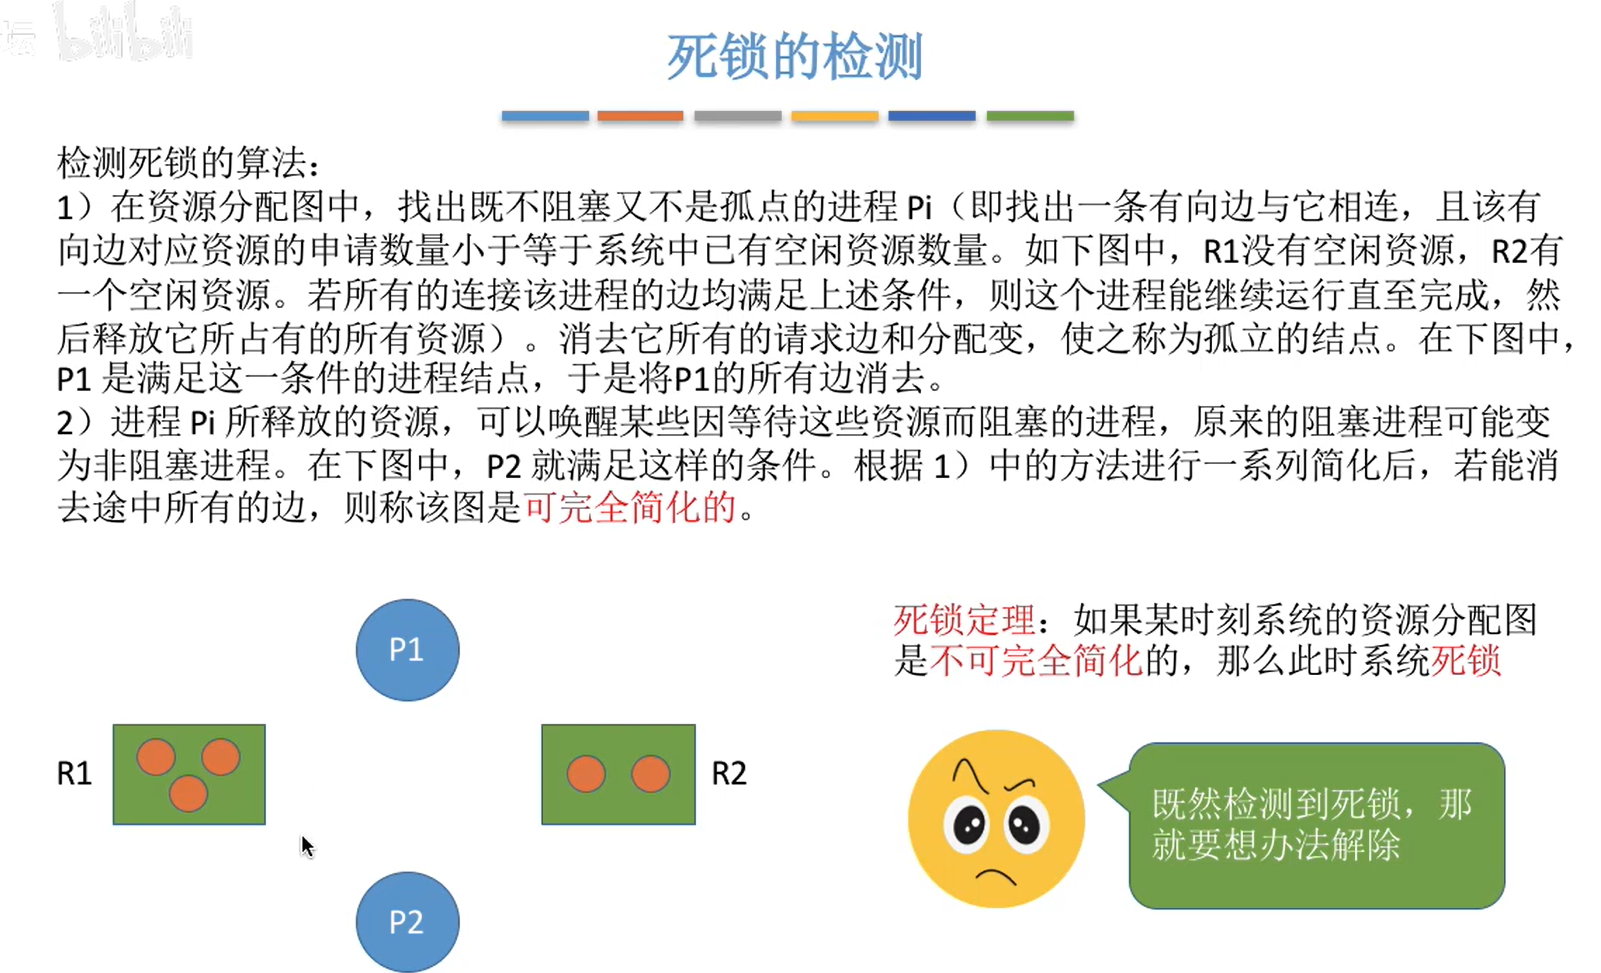 坛 bilibili
死锁的检测
检测死锁的算法：
1）在资源分配图中，找出既不阻塞又不是孤点的进程 Pi（即找出一条有向边与它相连，且该有
向边对应资源的申请数量小于等于系统中已有空闲资源数量。如下图中，R1没有空闲资源，R2有
一个空闲资源。若所有的连接该进程的边均满足上述条件，则这个进程能继续运行直至完成，然
后释放它所占有的所有资源）。消去它所有的请求边和分配变，使之称为孤立的结点。在下图中，
P1 是满足这一条件的进程结点，于是将P1的所有边消去。
2）进程 Pi 所释放的资源，可以唤醒某些因等待这些资源而阻塞的进程，原来的阻塞进程可能变
为非阻塞进程。在下图中，P2 就满足这样的条件。根据 1）中的方法进行一系列简化后，若能消
去途中所有的边，则称该图是可完全简化的。
死锁定理：如果某时刻系统的资源分配图
是不可完全简化的，那么此时系统死锁
P1
R1
R2
既然检测到死锁，那
就要想办法解除
P2